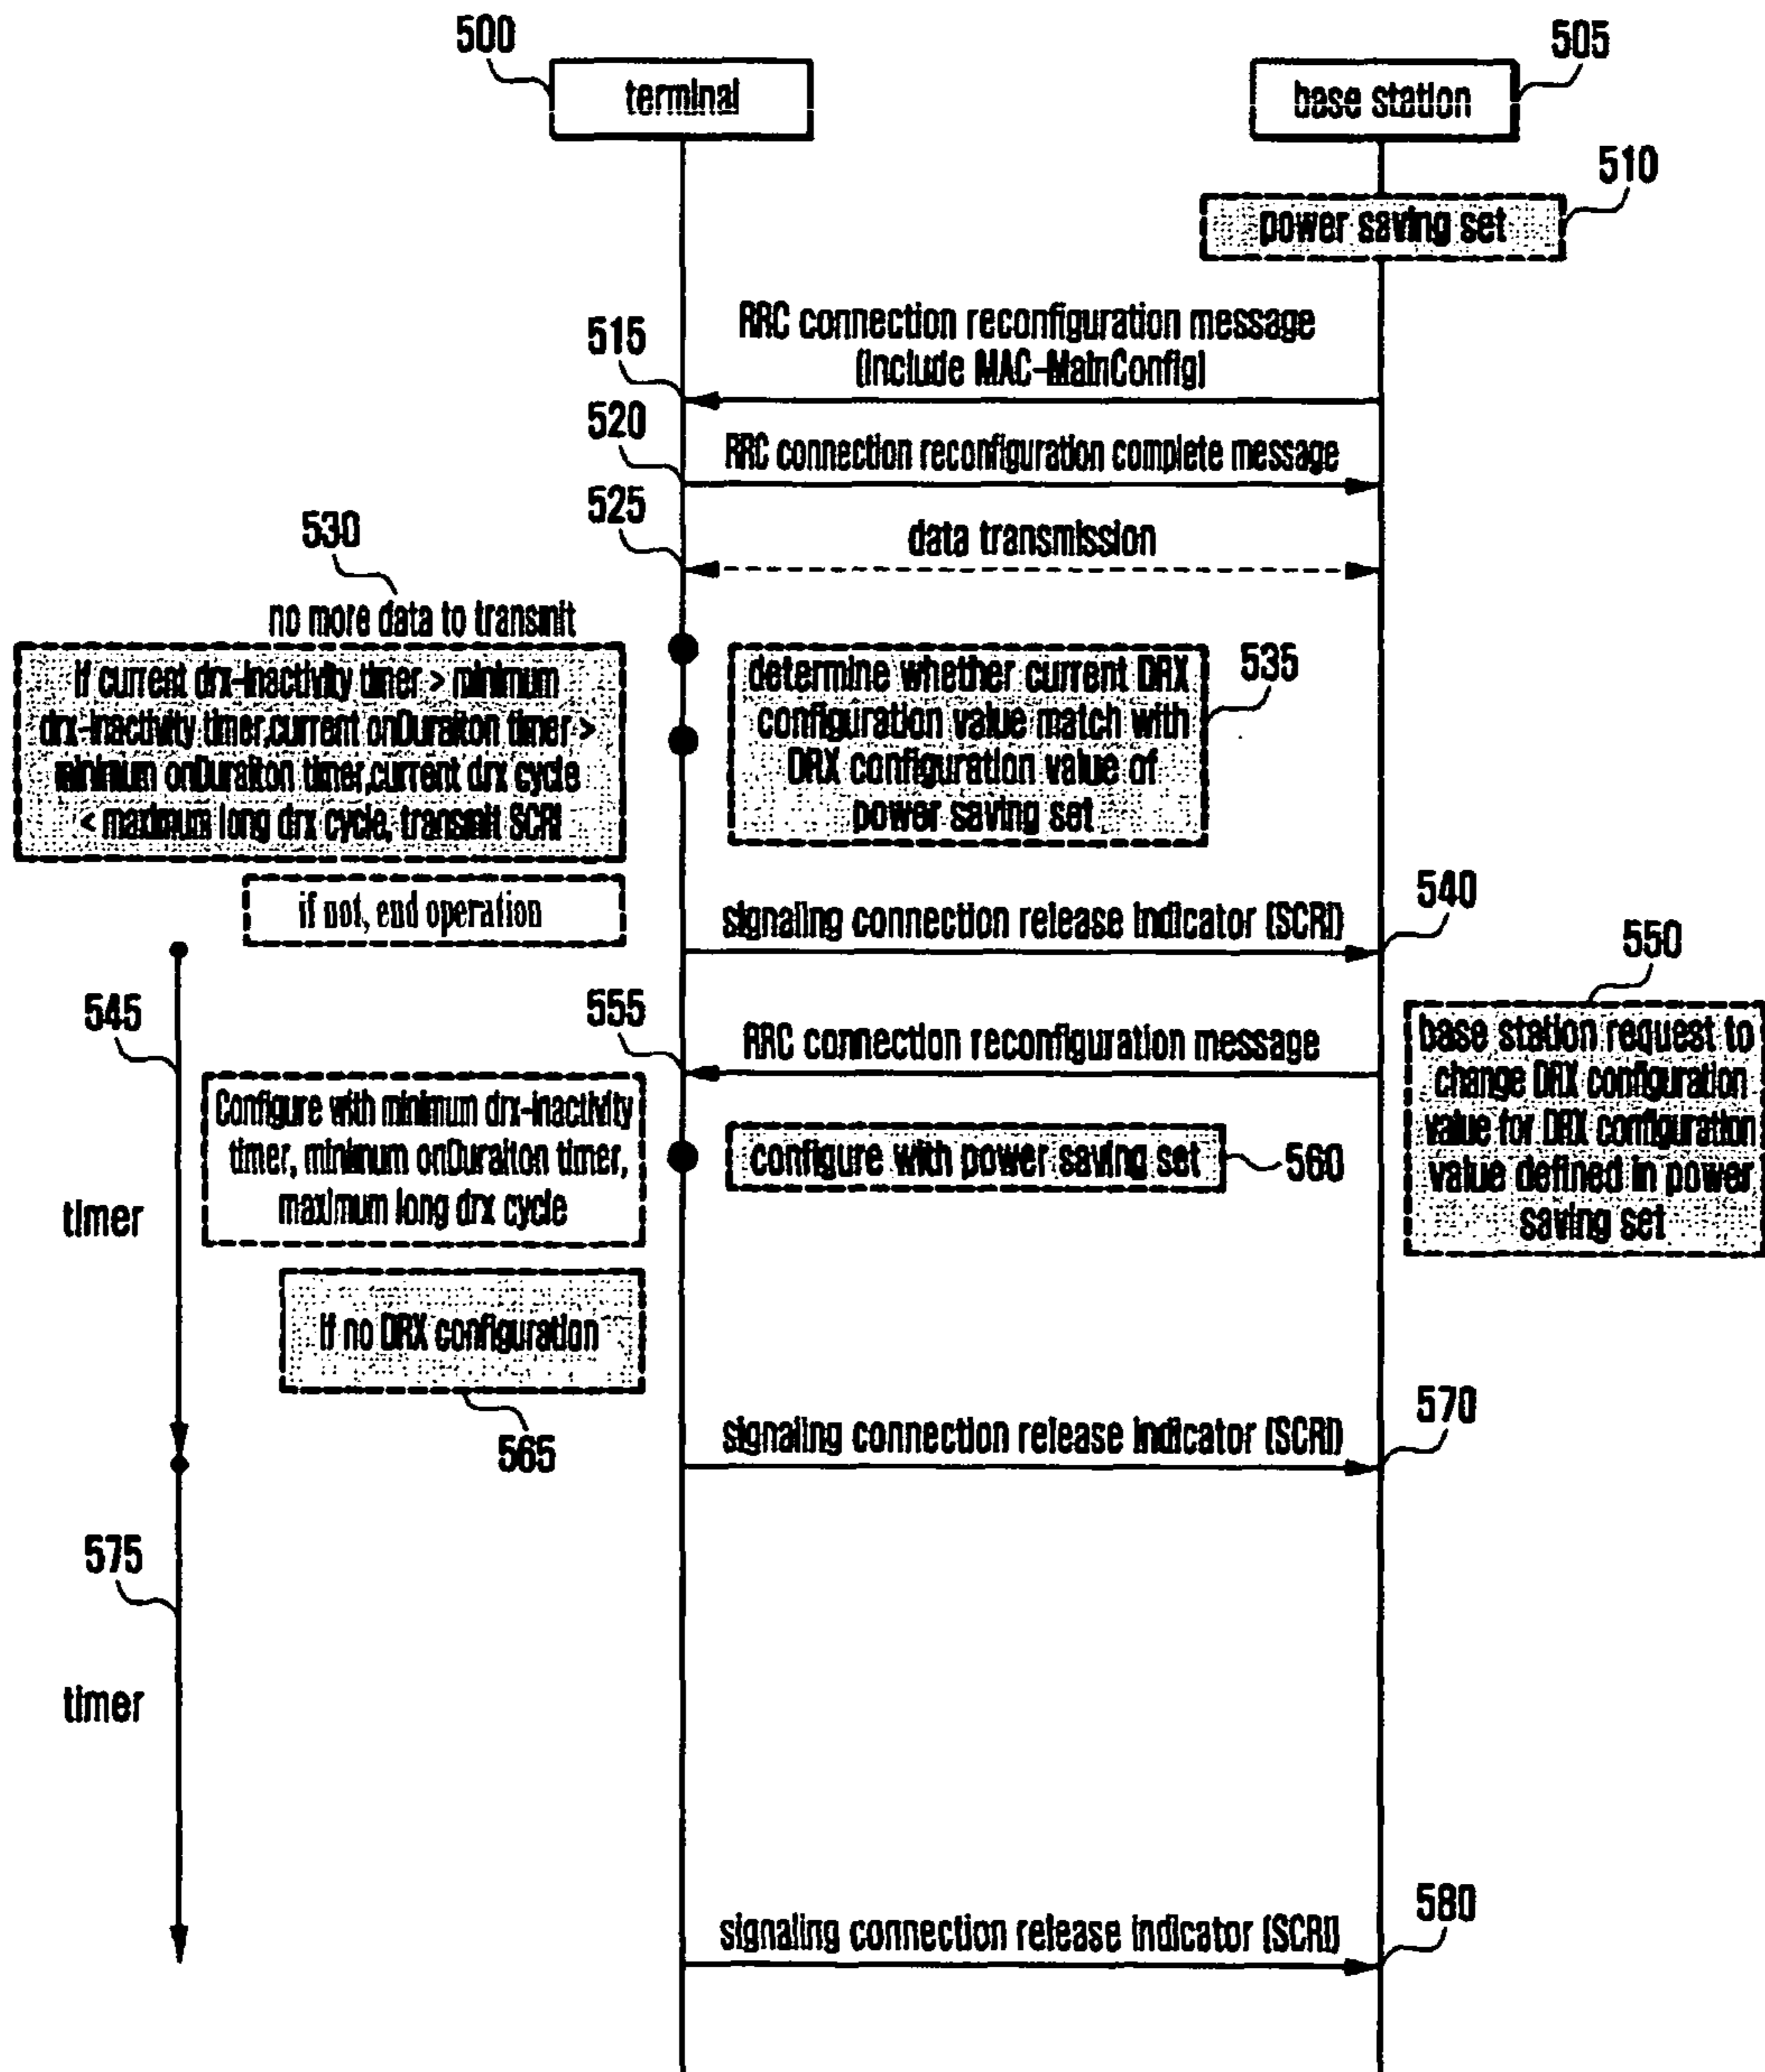 500
505
terminal
base station
510
power saving set
RRC connection reconfiguration message
(include MAC-MainConfig)
515
520
RRC connection reconfiguration complete message
525
data transmission
530
no more data to transmit
If current drx-inactivity timer > minimum
drx-inactivity timer,current onDuraiton timer >
minimum onDuraiton timer,current drx cycle
< maximum long drx cycle, transmit SCRI
if not, end operation
determine whether current DRX
configuration value match with
DRX configuration value of
power saving set
535
signaling connection release indicator (SCRI)
540
545
timer
555
RRC connection reconfiguration message
550
base station request to
change DRX configuration
value for DRX configuration
value defined in power
saving set
Configure with minimum drx-inactivity
timer, minimum onDuraiton timer,
maximum long drx cycle
configure with power saving set
560
If no DRX configuration
565
signaling connection release indicator (SCRI)
570
575
timer
signaling connection release indicator (SCRI)
580